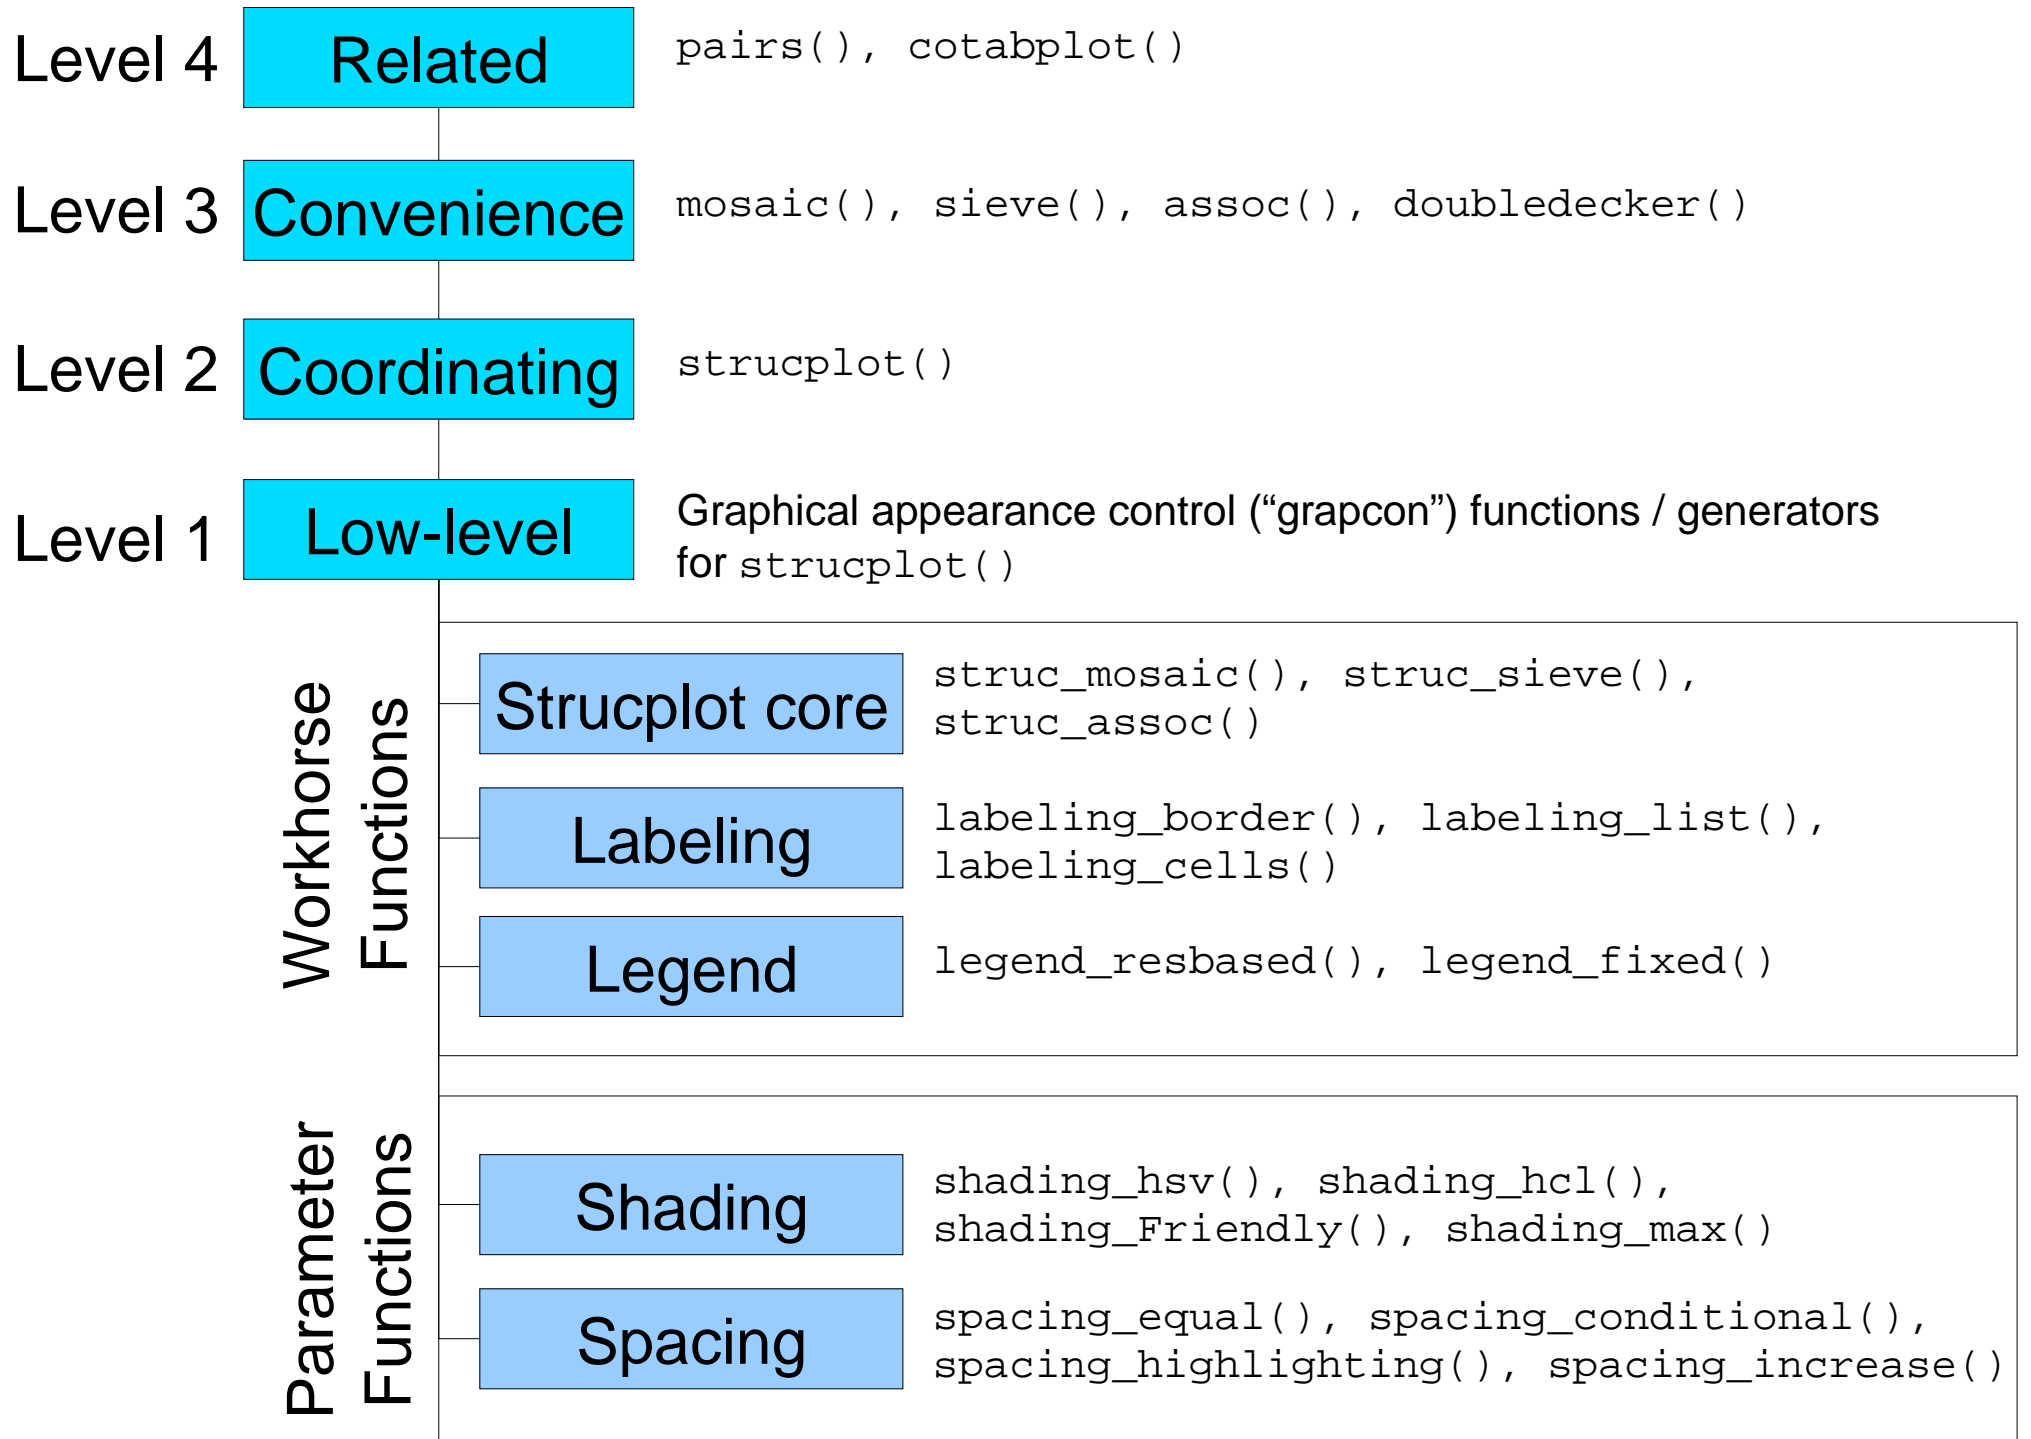 Level 4 Related pairs(), cotabplot()
Level 3 Convenience mosaic(), sieve(), assoc(), doubledecker()
Level 2 Coordinating strucplot()
Level 1 Low-level Graphical appearance control (“grapcon”) functions / generators
for strucplot()
Workhorse
Functions
Strucplot core struc_mosaic(), struc_sieve(),
struc_assoc()
Labeling labeling_border(), labeling_list(),
labeling_cells()
Legend legend_resbased(), legend_fixed()
Parameter
Functions
Shading shading_hsv(), shading_hcl(),
shading_Friendly(), shading_max()
Spacing spacing_equal(), spacing_conditional(),
spacing_highlighting(), spacing_increase()